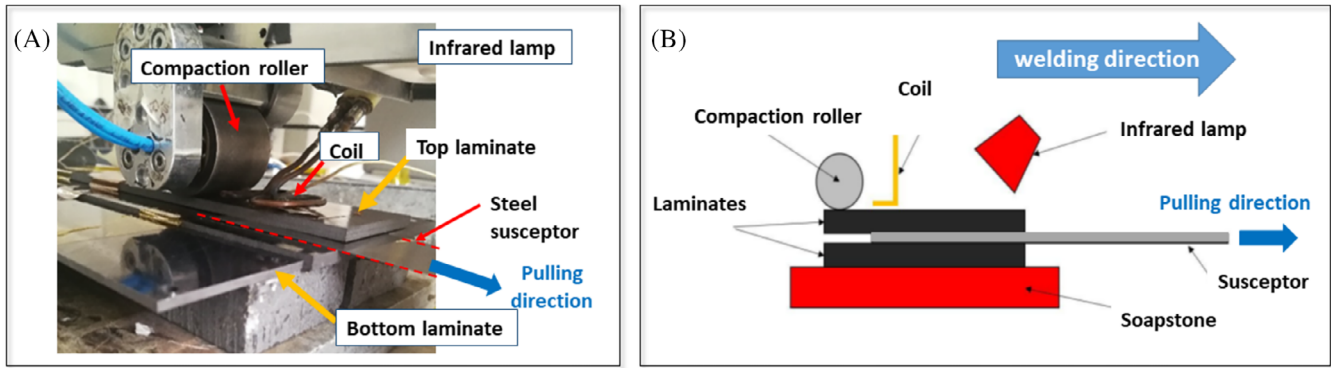 (A)
Infrared lamp
Compaction roller
Coil
Top laminate
Steel
susceptor
Pulling
direction
Bottom laminate
(B)
welding direction
Coil
Compaction roller
Infrared lamp
Laminates
Pulling direction
Susceptor
Soapstone